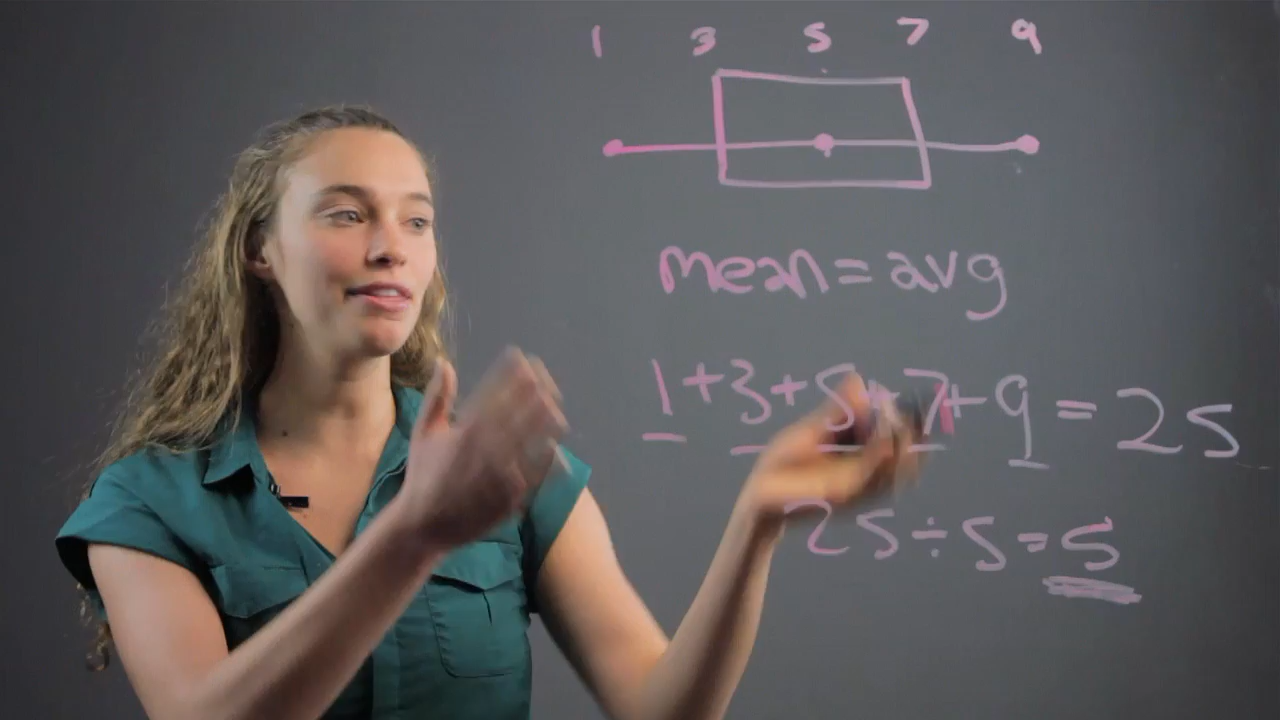 1 3 5 7 9
mean = avg
1+3+5+7+9 = 25
25÷5=5